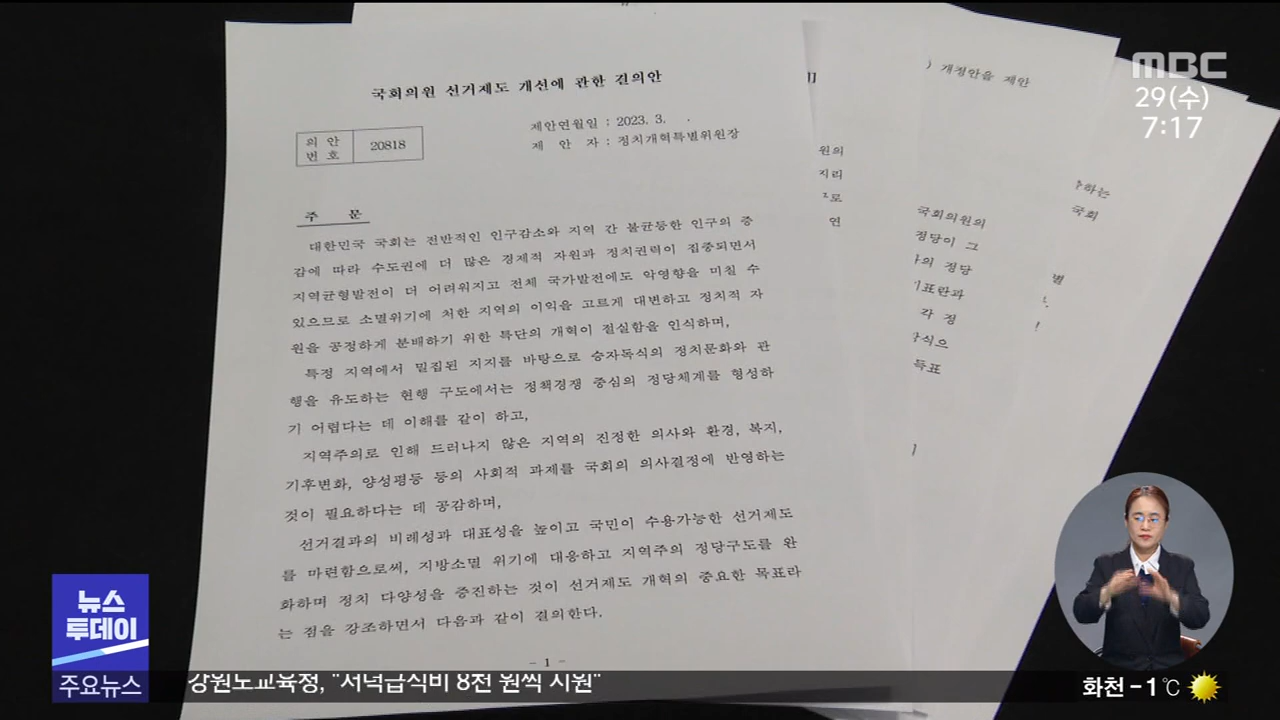 국회의원 선거제도 개선에 관한 결의안
의 안
번 호
20818
제안연월일 : 2023. 3. .
제 안 자 : 정치개혁특별위원장
주 문
대한민국 국회는 전반적인 인구감소와 지역 간 불균등한 인구의 증
감에 따라 수도권에 더 많은 경제적 자원과 정치권력이 집중되면서
지역균형발전이 더 어려워지고 전체 국가발전에도 악영향을 미칠 수
있으므로 소멸위기에 처한 지역의 이익을 고르게 대변하고 정치적 자
원을 공정하게 분배하기 위한 특단의 개혁이 절실함을 인식하며,
특정 지역에서 밀집된 지지를 바탕으로 승자독식의 정치문화와 관
행을 유도하는 현행 구도에서는 정책경쟁 중심의 정당체계를 형성하
기 어렵다는 데 이해를 같이 하고,
지역주의로 인해 드러나지 않은 지역의 진정한 의사와 환경, 복지,
기후변화, 양성평등 등의 사회적 과제를 국회의 의사결정에 반영하는
것이 필요하다는 데 공감하며,
선거결과의 비례성과 대표성을 높이고 국민이 수용가능한 선거제도
를 마련함으로써, 지방소멸 위기에 대응하고 지역주의 정당구도를 완
화하며 정치 다양성을 증진하는 것이 선거제도 개혁의 중요한 목표라
는 점을 강조하면서 다음과 같이 결의한다.
- 1 -
원의
지리
로
연
) 개정안을 제안
하는
국회
국회의원의
정당이 그
의 정당
별
표란과
각 정
식으
득표
MBC
29(수)
7:17
뉴스
투데이
주요뉴스
강원도교육청, "저녁급식비 8천 원씩 지원"
화천 -1℃